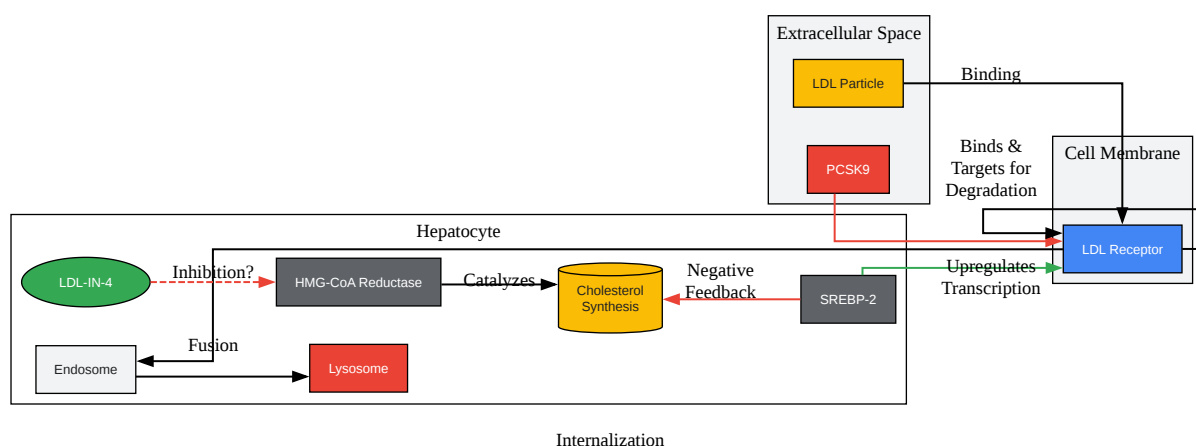 Extracellular Space
LDL Particle
Binding
PCSK9
Binds &
Targets for
Degradation
Cell Membrane
LDL Receptor
Hepatocyte
LDL-IN-4
Inhibition?
HMG-CoA Reductase
Catalyzes
Cholesterol
Synthesis
Negative
Feedback
SREBP-2
Upregulates
Transcription
Fusion
Endosome
Lysosome
Internalization